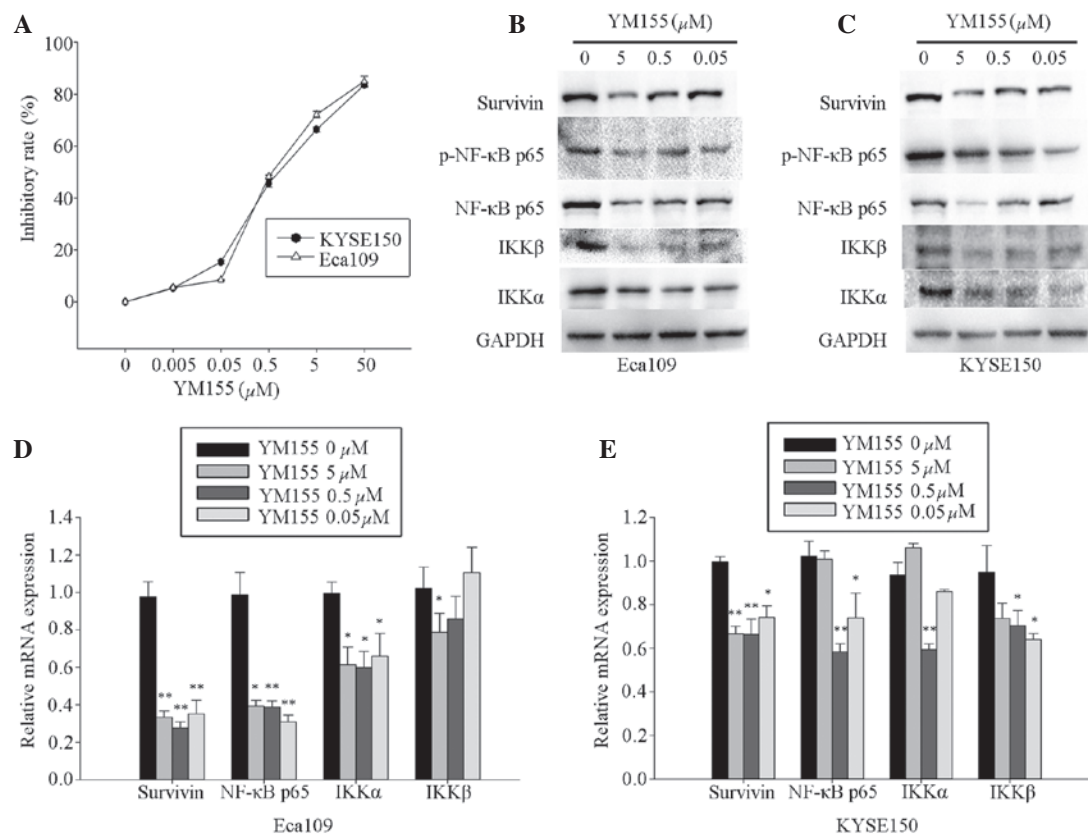 A
Inhibitory rate (%)
100
80
60
40
20
0
KYSE150
Eca109
0 0.005 0.05 0.5 5 50
YM155 (µM)
B
YM155 (µM)
0 5 0.5 0.05
Survivin
p-NF-κB p65
NF-κB p65
IKKβ
IKKα
GAPDH
Eca109
C
YM155 (µM)
0 5 0.5 0.05
Survivin
p-NF-κB p65
NF-κB p65
IKKβ
IKKα
GAPDH
KYSE150
D
YM155 0 µM
YM155 5 µM
YM155 0.5 µM
YM155 0.05 µM
Relative mRNA expression
1.4
1.2
1.0
0.8
0.6
0.4
0.2
0.0
** ** ** * ** ** * * * *
Survivin NF-κB p65 IKKα IKKβ
Eca109
E
YM155 0 µM
YM155 5 µM
YM155 0.5 µM
YM155 0.05 µM
Relative mRNA expression
1.2
1.0
0.8
0.6
0.4
0.2
0.0
** ** * ** * ** * *
Survivin NF-κB p65 IKKα IKKβ
KYSE150